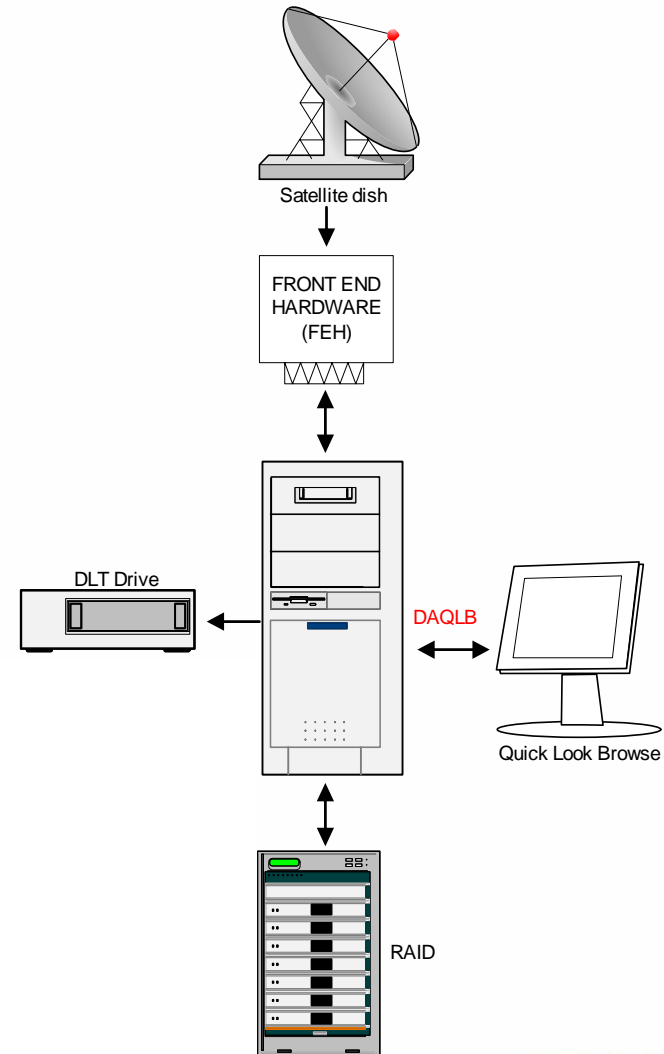 Satellite dish
FRONT END
HARDWARE
(FEH)
DLT Drive
DAQLB
Quick Look Browse
RAID